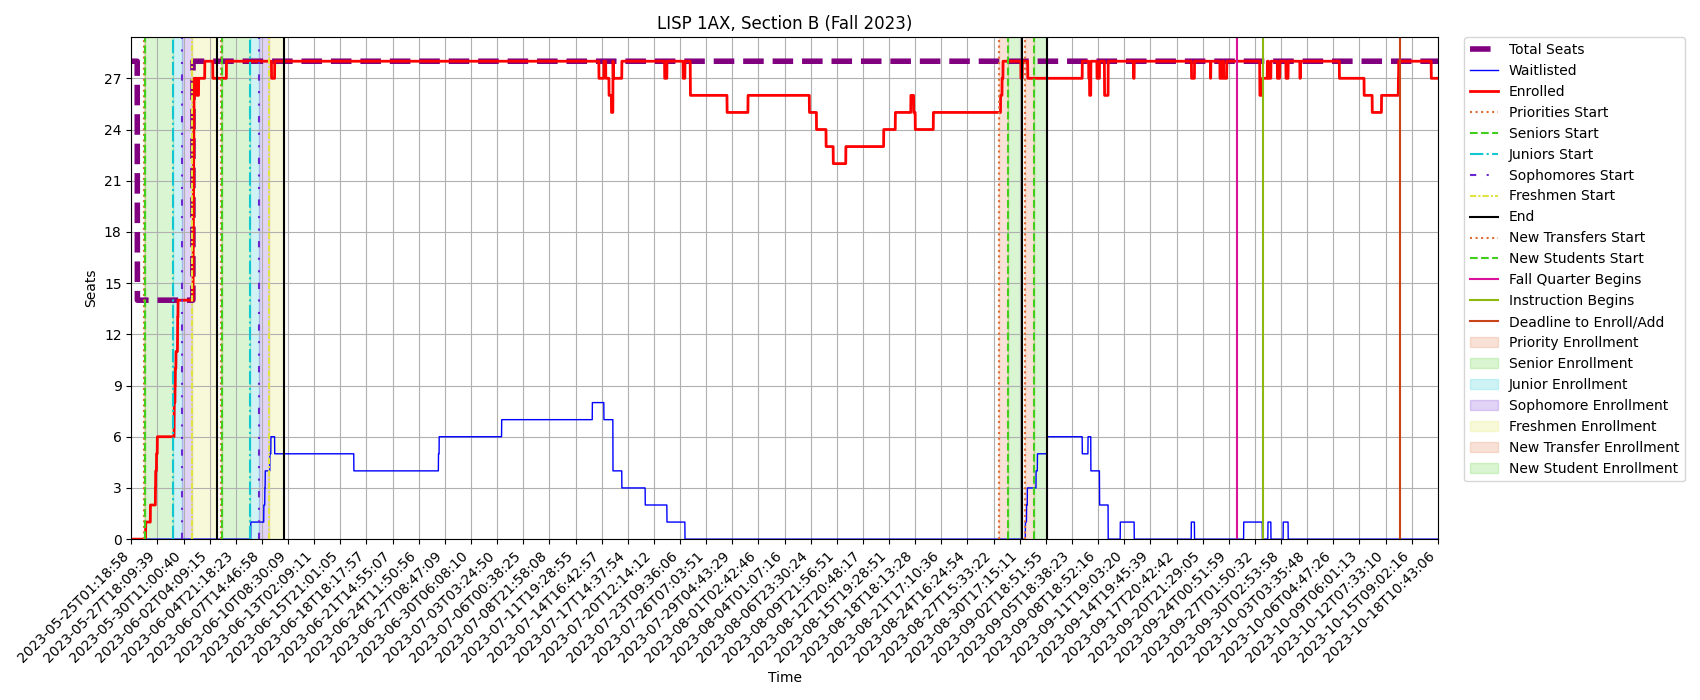 LISP 1AX, Section B (Fall 2023)
Seats
27
24
21
18
15
12
9
6
3
0
2023-05-25T01:18:58
2023-05-27T18:09:39
2023-05-30T11:00:40
2023-06-02T04:09:15
2023-06-04T21:18:23
2023-06-07T14:46:58
2023-06-10T08:30:09
2023-06-13T02:09:11
2023-06-15T21:01:05
2023-06-18T18:17:57
2023-06-21T14:55:07
2023-06-24T11:50:56
2023-06-27T08:47:09
2023-06-30T06:08:10
2023-07-03T03:24:50
2023-07-06T00:38:25
2023-07-08T21:58:08
2023-07-11T19:28:55
2023-07-14T16:42:57
2023-07-17T14:37:54
2023-07-20T12:14:12
2023-07-23T09:36:06
2023-07-26T07:03:51
2023-07-29T04:43:29
2023-08-01T02:42:46
2023-08-04T01:07:16
2023-08-06T23:30:24
2023-08-09T21:56:51
2023-08-12T20:48:17
2023-08-15T19:28:51
2023-08-18T18:13:28
2023-08-21T17:10:36
2023-08-24T16:24:54
2023-08-27T15:33:22
2023-08-30T17:15:11
2023-09-02T18:51:55
2023-09-05T18:38:23
2023-09-08T18:52:16
2023-09-11T19:03:20
2023-09-14T19:45:39
2023-09-17T20:42:42
2023-09-20T21:29:05
2023-09-24T00:51:59
2023-09-27T01:50:32
2023-09-30T02:53:58
2023-10-03T03:35:48
2023-10-06T04:47:26
2023-10-09T06:01:13
2023-10-12T07:33:10
2023-10-15T09:02:16
2023-10-18T10:43:06
Time
Total Seats
Waitlisted
Enrolled
Priorities Start
Seniors Start
Juniors Start
Sophomores Start
Freshmen Start
End
New Transfers Start
New Students Start
Fall Quarter Begins
Instruction Begins
Deadline to Enroll/Add
Priority Enrollment
Senior Enrollment
Junior Enrollment
Sophomore Enrollment
Freshmen Enrollment
New Transfer Enrollment
New Student Enrollment